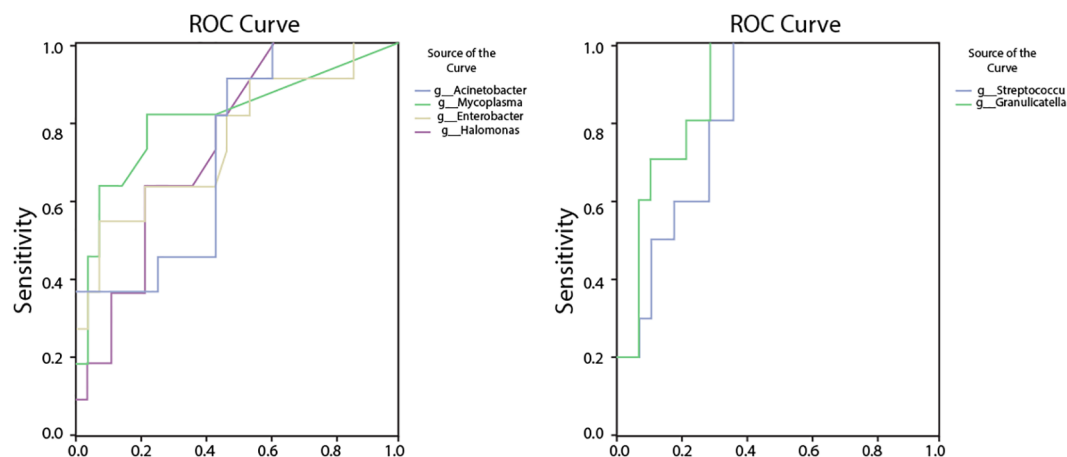 ROC Curve
Sensitivity
1.0
0.8
0.6
0.4
0.2
0.0
0.0 0.2 0.4 0.6 0.8 1.0
Source of the
Curve
g__Acinetobacter
g__Mycoplasma
g__Enterobacter
g__Halomonas
ROC Curve
Sensitivity
1.0
0.8
0.6
0.4
0.2
0.0
0.0 0.2 0.4 0.6 0.8 1.0
Source of the
Curve
g__Streptococcu
g__Granulicatella